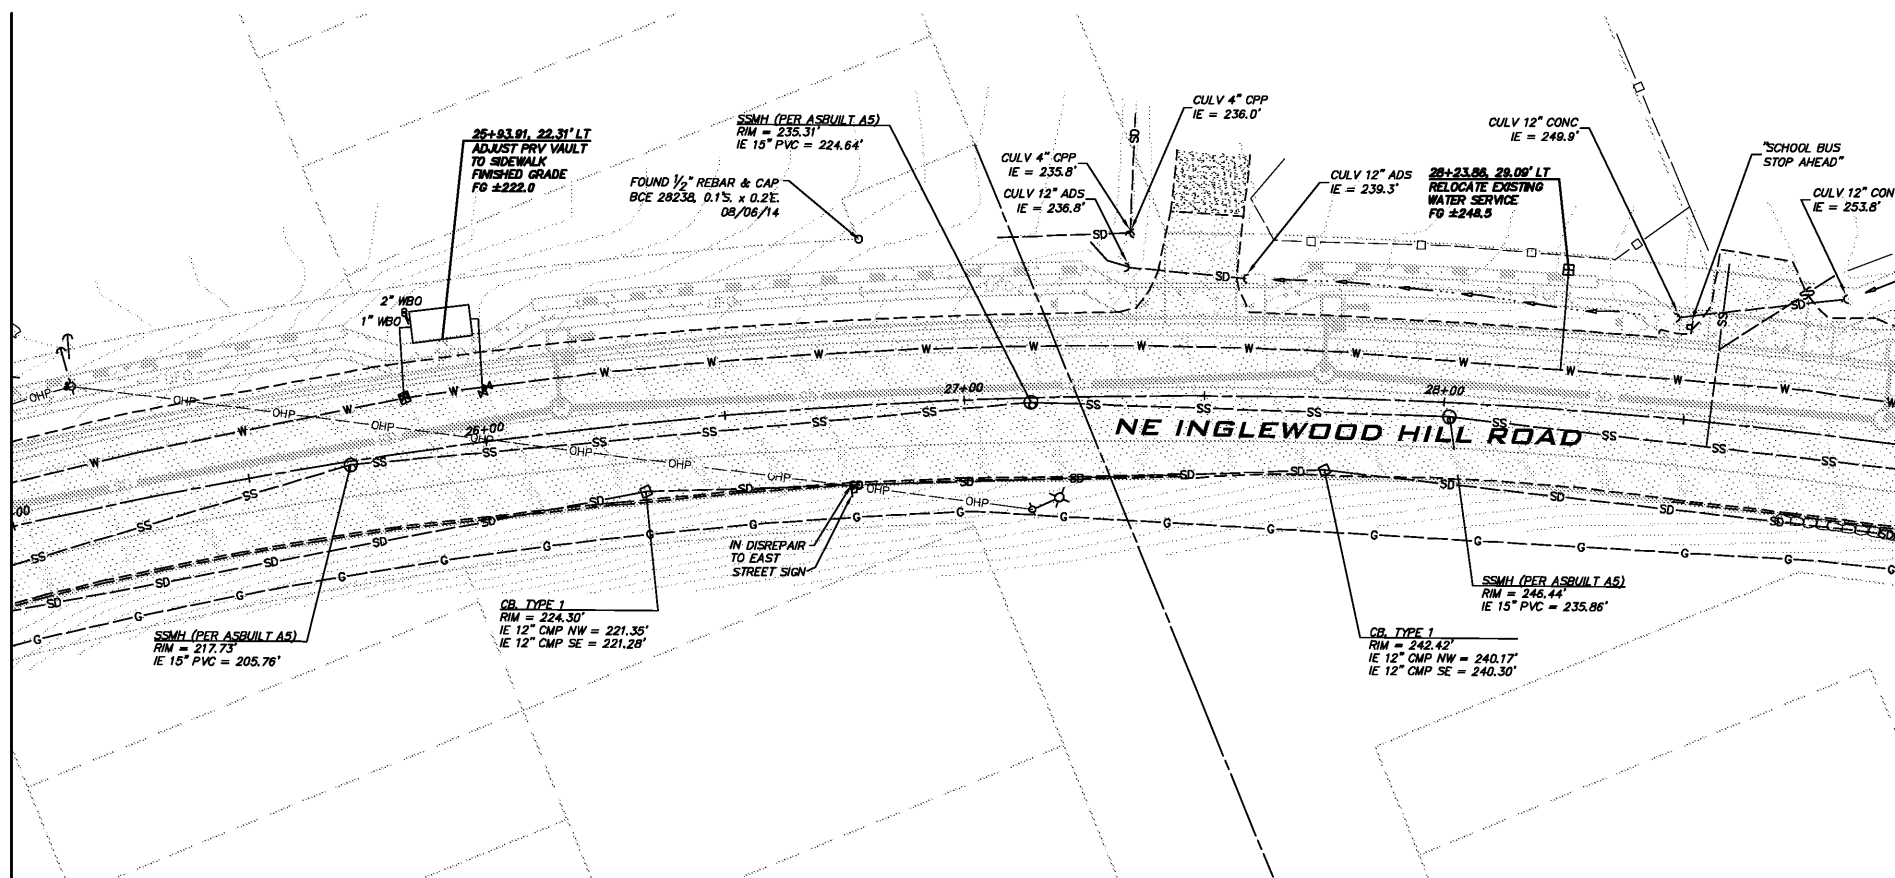 25+93.91, 22.31' LT
ADJUST PRV VAULT
TO SIDEWALK
FINISHED GRADE
FG ±222.0
SSMH (PER ASBUILT A5)
RIM = 235.31'
IE 15" PVC = 224.64'
FOUND 1/2" REBAR & CAP
BCE 28238, 0.1'S. x 0.2'E.
08/06/14
CULV 4" CPP
IE = 236.0'
CULV 4" CPP
IE = 235.8'
CULV 12" ADS
IE = 236.8'
CULV 12" ADS
IE = 239.3'
28+23.88, 29.09' LT
RELOCATE EXISTING
WATER SERVICE
FG ±248.5
CULV 12" CONC
IE = 249.9'
"SCHOOL BUS
STOP AHEAD"
CULV 12" CON
IE = 253.8'
2" WBO
1" WBO
26+00
27+00
28+00
NE INGLEWOOD HILL ROAD
IN DISREPAIR
TO EAST
STREET SIGN
SSMH (PER ASBUILT A5)
RIM = 217.73'
IE 15" PVC = 205.76'
CB, TYPE 1
RIM = 224.30'
IE 12" CMP NW = 221.35'
IE 12" CMP SE = 221.28'
SSMH (PER ASBUILT A5)
RIM = 246.44'
IE 15" PVC = 235.86'
CB, TYPE 1
RIM = 242.42'
IE 12" CMP NW = 240.17'
IE 12" CMP SE = 240.30'